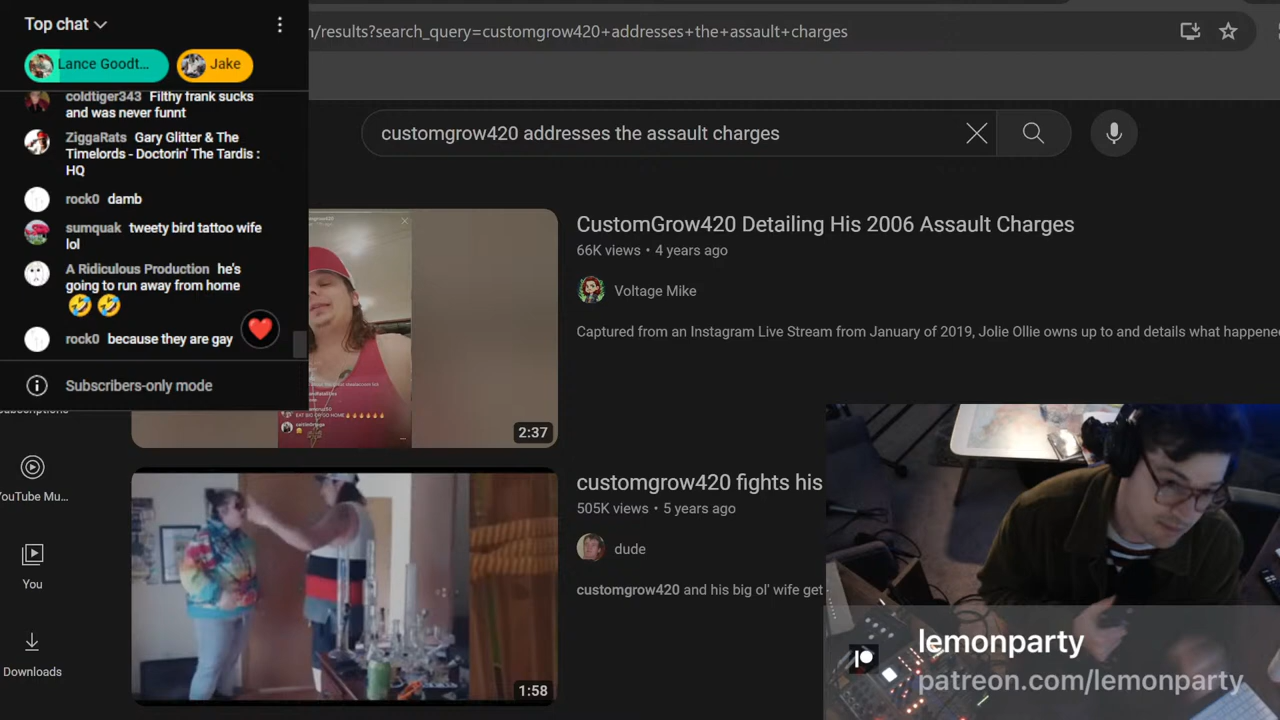 Top chat
n/results?search_query=customgrow420+addresses+the+assault+charges
Lance Goodt...
Jake
coldtiger343 Filthy frank sucks
and was never funnt
ZiggaRats Gary Glitter & The
Timelords - Doctorin' The Tardis :
HQ
rock0 damb
sumquak tweety bird tattoo wife
lol
A Ridiculous Production he's
going to run away from home
rock0 because they are gay
Subscribers-only mode
customgrow420 addresses the assault charges
CustomGrow420 Detailing His 2006 Assault Charges
66K views • 4 years ago
Voltage Mike
Captured from an Instagram Live Stream from January of 2019, Jolie Ollie owns up to and details what happene
2:37
YouTube Mu...
You
Downloads
customgrow420 fights his
505K views • 5 years ago
dude
customgrow420 and his big ol' wife get
1:58
lemonparty
patreon.com/lemonparty